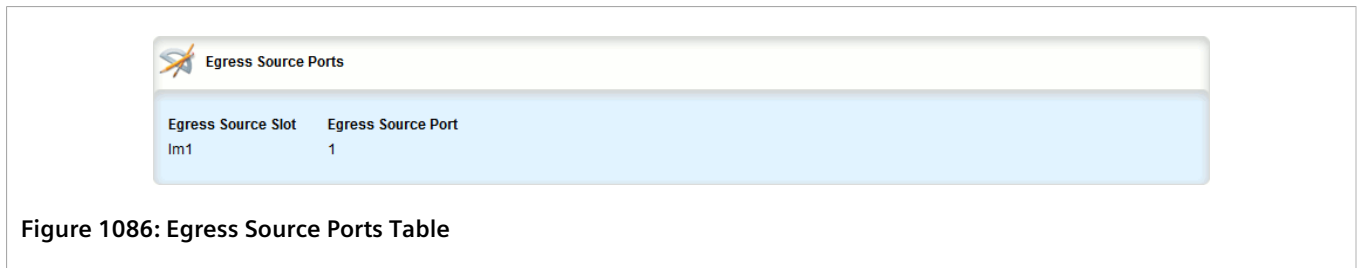 Egress Source Ports
Egress Source Slot Egress Source Port
lm1 1
Figure 1086: Egress Source Ports Table